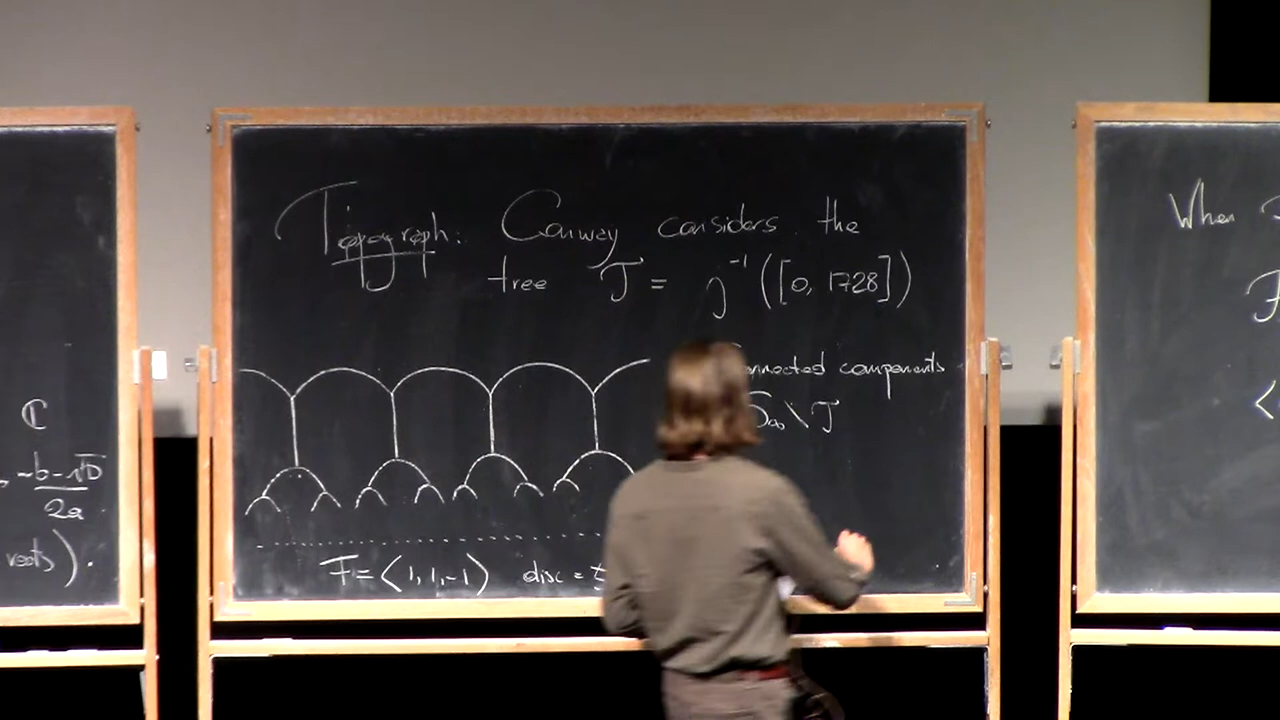 ℂ
-b-√D
2a
roots).
Topograph: Conway considers the
tree 𝒯 = j⁻¹([0, 1728])
connected components
∖ 𝒯
F = ⟨1, 1, -1⟩ disc = 5
When